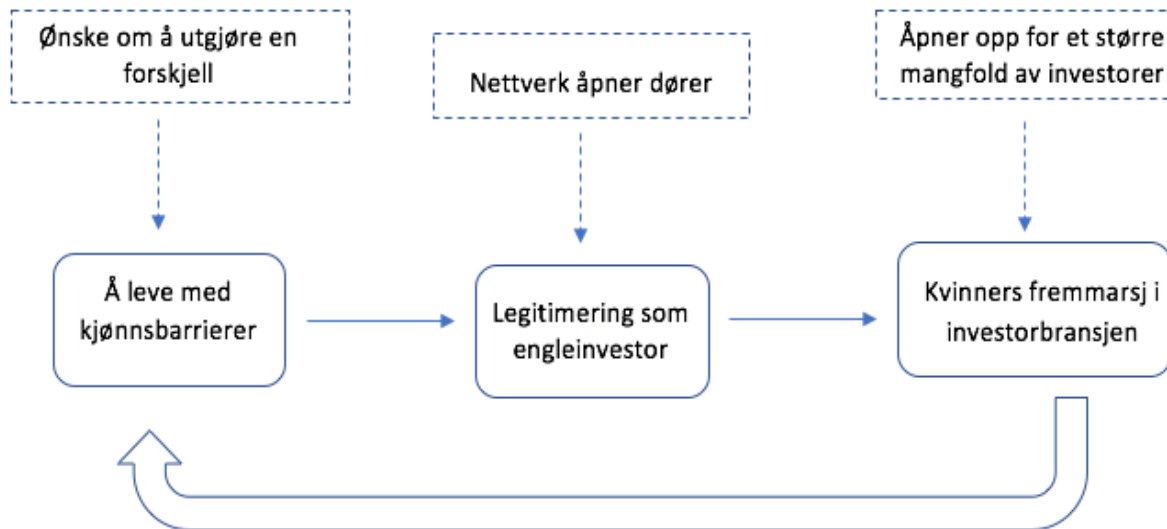 Ønske om å utgjøre en
forskjell
Nettverk åpner dører
Åpner opp for et større
mangfold av investorer
Å leve med
kjønnsbarrierer
Legitimering som
engleinvestor
Kvinners fremmarsj i
investorbransjen